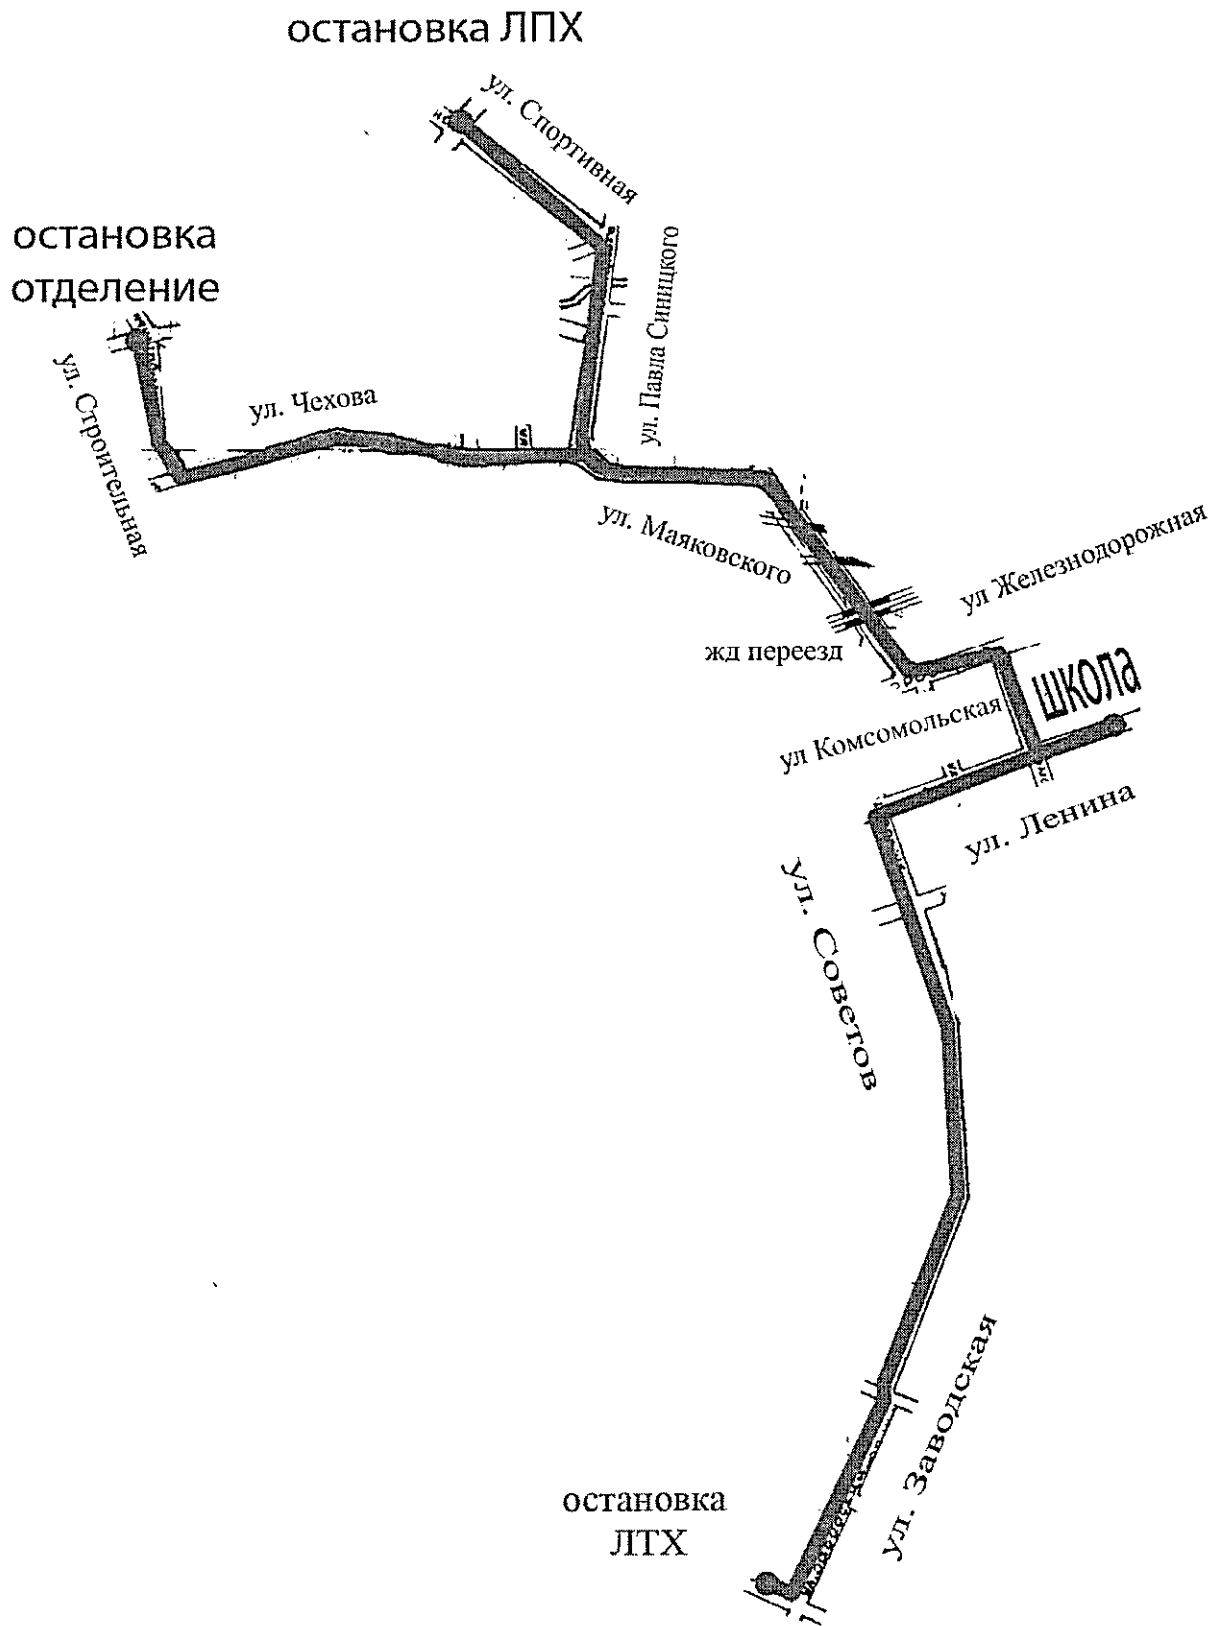 остановка ЛПХ
ул. Спортивная
остановка
отделение
ул. Павла Синицкого
ул. Строительная
ул. Чехова
ул. Маяковского
ул Железнодорожная
жд переезд
школа
ул Комсомольская
ул. Ленина
ул. Советов
ул. Заводская
остановка
ЛТХ